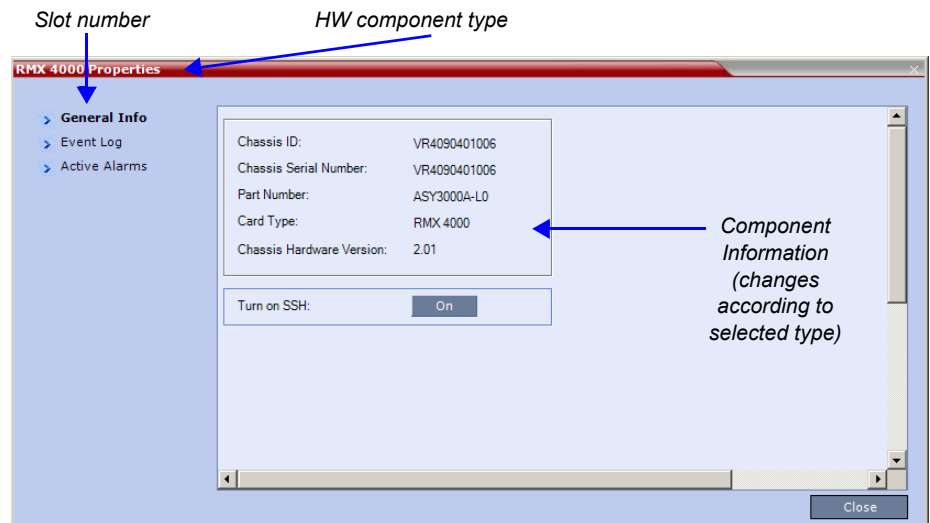 Slot number
HW component type
RMX 4000 Properties
General Info
Event Log
Active Alarms
Chassis ID: VR4090401006
Chassis Serial Number: VR4090401006
Part Number: ASY3000A-L0
Card Type: RMX 4000
Chassis Hardware Version: 2.01
Turn on SSH: On
Component
Information
(changes
according to
selected type)
Close